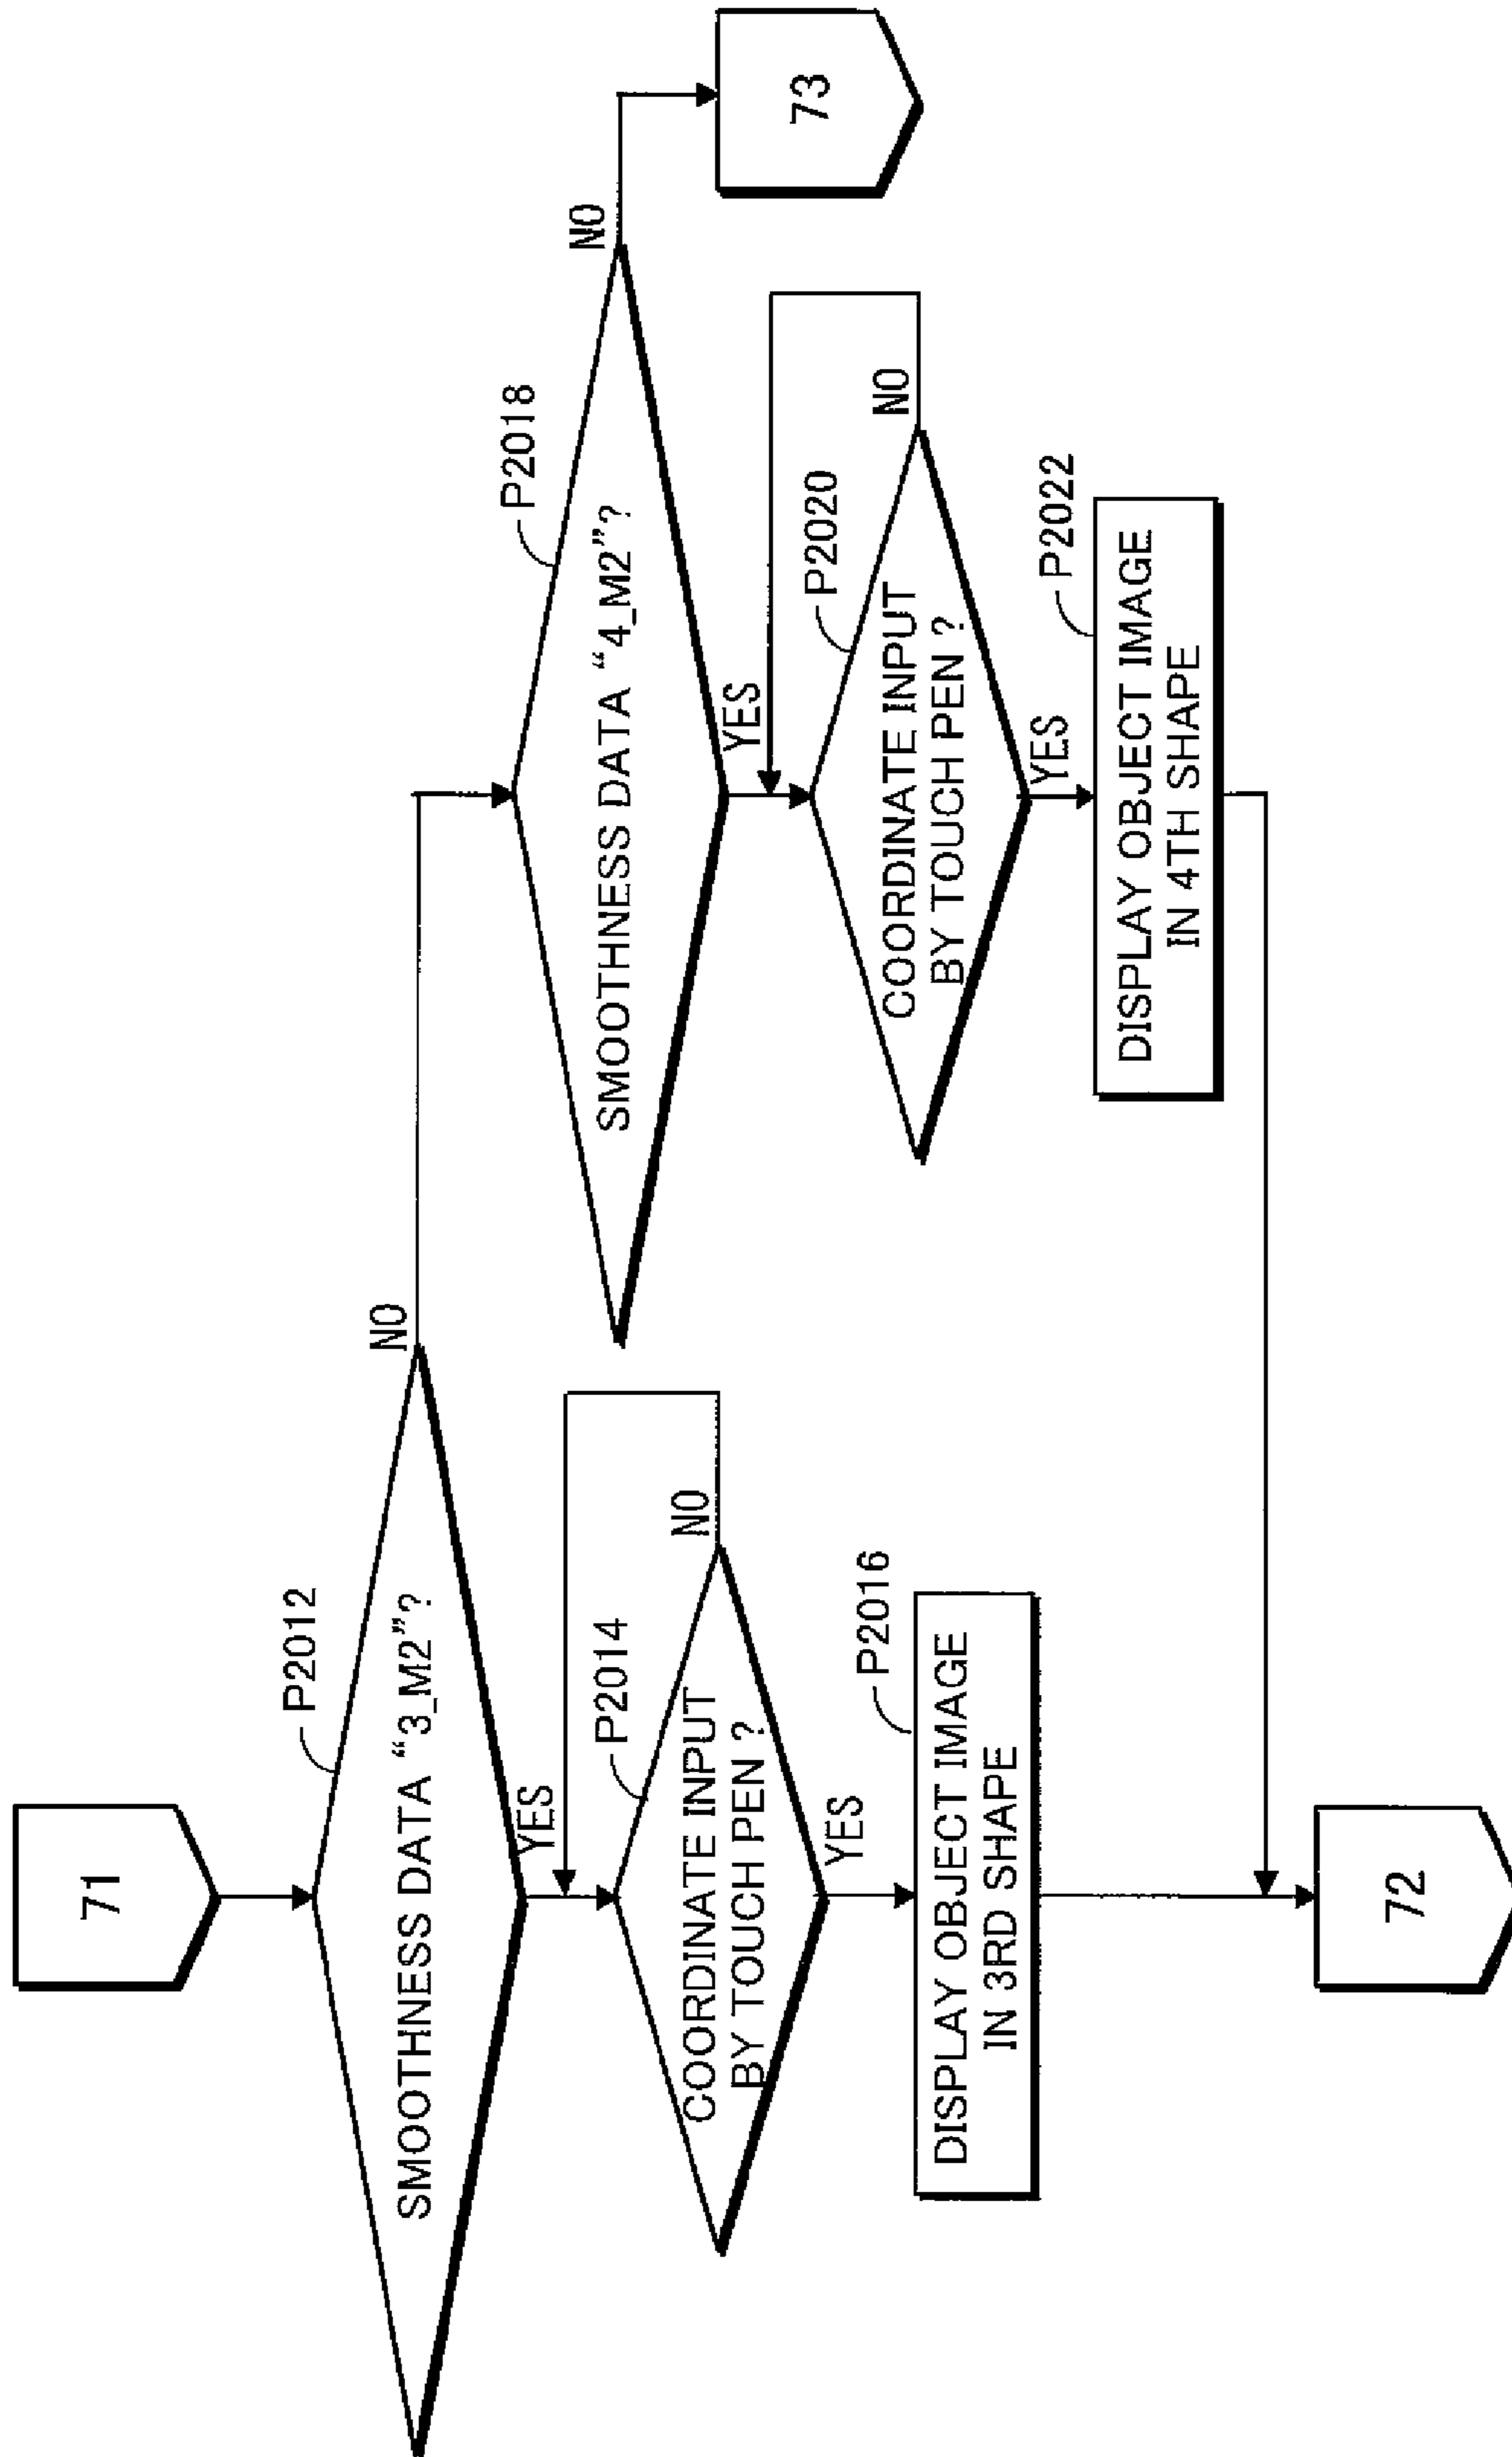 71
P2012
SMOOTHNESS DATA “3_M2”?
NO
YES
P2014
COORDINATE INPUT
BY TOUCH PEN ?
NO
YES
P2016
DISPLAY OBJECT IMAGE
IN 3RD SHAPE
72
P2018
SMOOTHNESS DATA “4_M2”?
NO
73
YES
P2020
COORDINATE INPUT
BY TOUCH PEN ?
NO
YES
P2022
DISPLAY OBJECT IMAGE
IN 4TH SHAPE